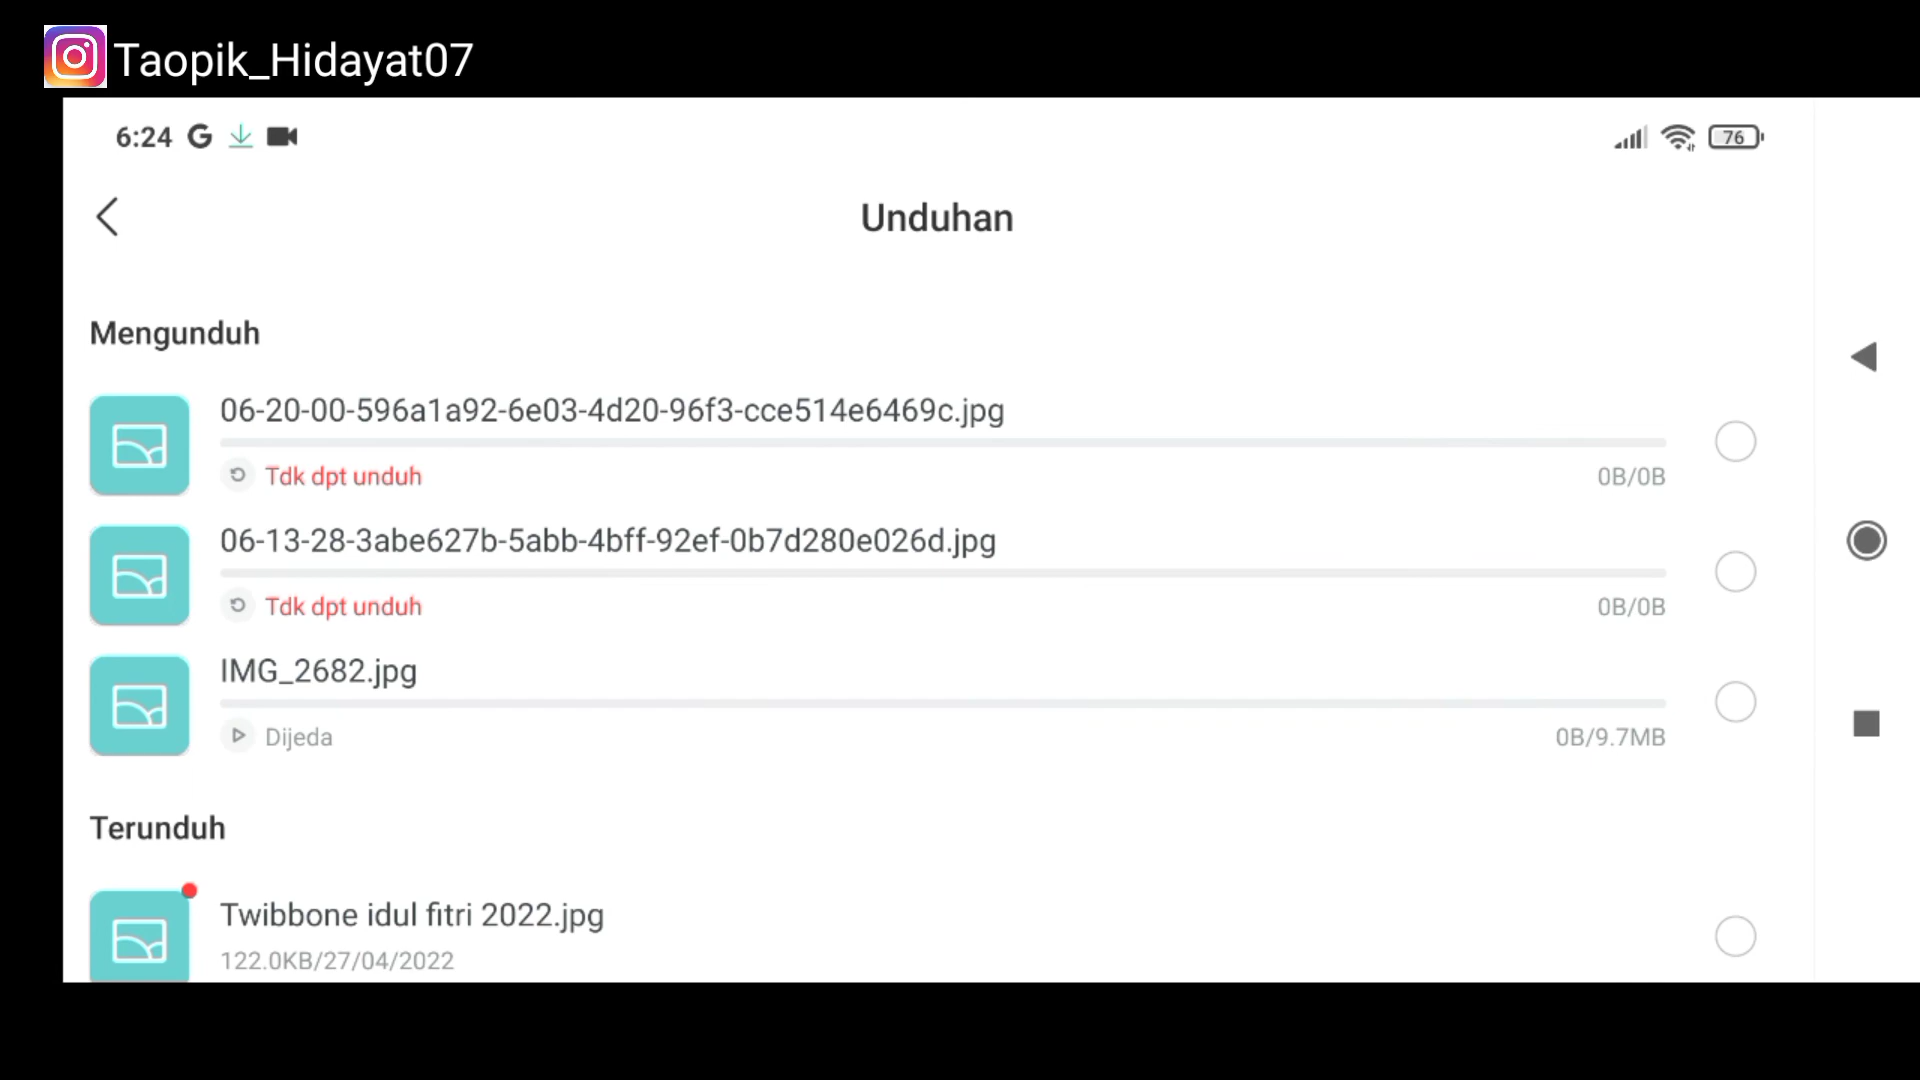 Taopik_Hidayat07
6:24 G
76
Unduhan
Mengunduh
06-20-00-596a1a92-6e03-4d20-96f3-cce514e6469c.jpg
Tdk dpt unduh 0B/0B
06-13-28-3abe627b-5abb-4bff-92ef-0b7d280e026d.jpg
Tdk dpt unduh 0B/0B
IMG_2682.jpg
Dijeda 0B/9.7MB
Terunduh
Twibbone idul fitri 2022.jpg
122.0KB/27/04/2022